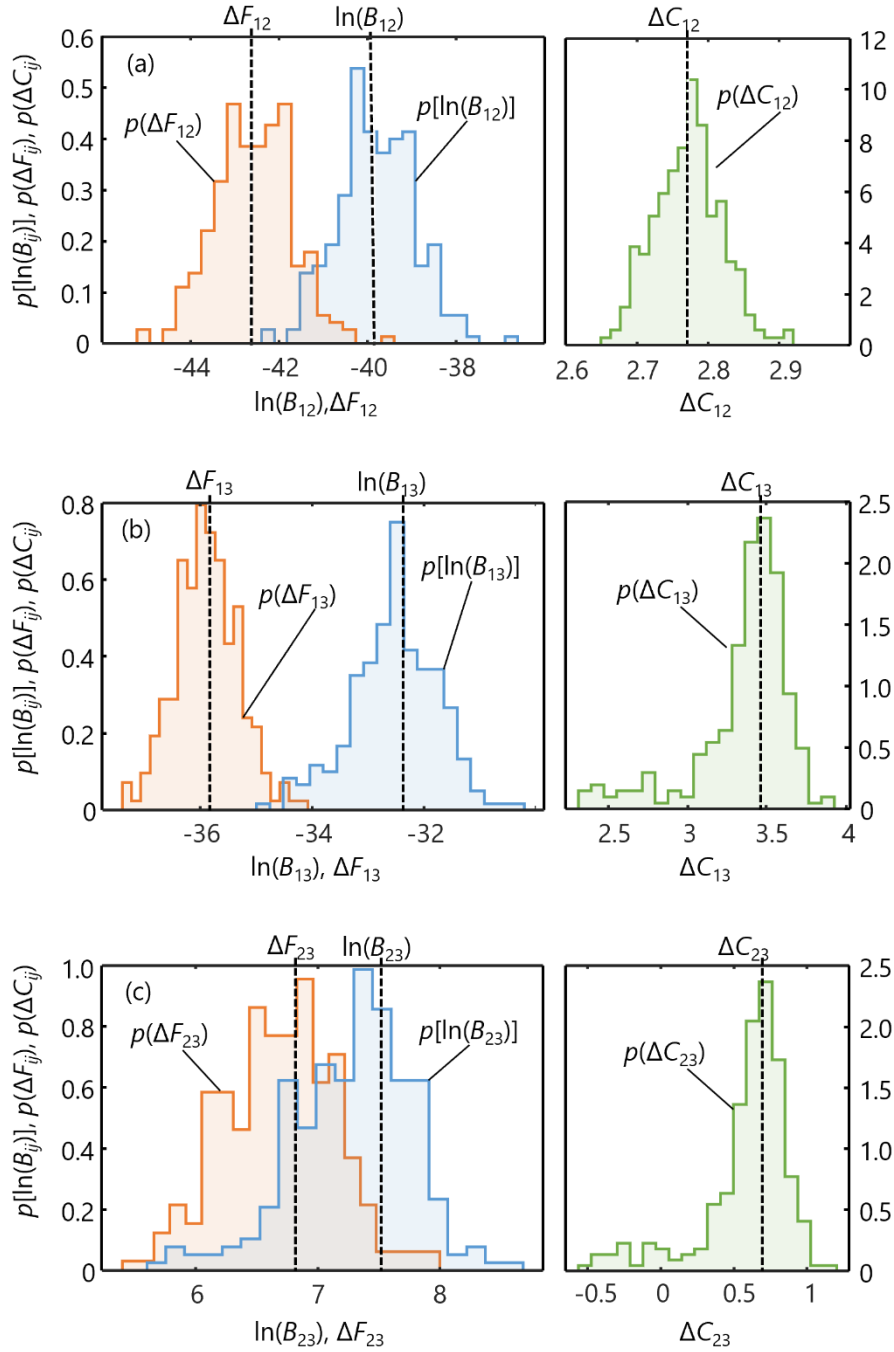 ΔF₁₂ ln(B₁₂) ΔC₁₂
(a)
p(ΔF₁₂) p[ln(B₁₂)] p(ΔC₁₂)
p[ln(Bᵢⱼ)], p(ΔFᵢⱼ), p(ΔCᵢⱼ)
0.6 0.5 0.4 0.3 0.2 0.1 0
12 10 8 6 4 2 0
-44 -42 -40 -38 2.6 2.7 2.8 2.9
ln(B₁₂),ΔF₁₂ ΔC₁₂
ΔF₁₃ ln(B₁₃) ΔC₁₃
(b)
p(ΔF₁₃) p[ln(B₁₃)] p(ΔC₁₃)
p[ln(Bᵢⱼ)], p(ΔFᵢⱼ), p(ΔCᵢⱼ)
0.8 0.6 0.4 0.2 0
2.5 2.0 1.5 1.0 0.5 0
-36 -34 -32 2.5 3 3.5 4
ln(B₁₃), ΔF₁₃ ΔC₁₃
ΔF₂₃ ln(B₂₃) ΔC₂₃
(c)
p(ΔF₂₃) p[ln(B₂₃)] p(ΔC₂₃)
p[ln(Bᵢⱼ)], p(ΔFᵢⱼ), p(ΔCᵢⱼ)
1.0 0.8 0.6 0.4 0.2 0
2.5 2.0 1.5 1.0 0.5 0
6 7 8 -0.5 0 0.5 1
ln(B₂₃), ΔF₂₃ ΔC₂₃